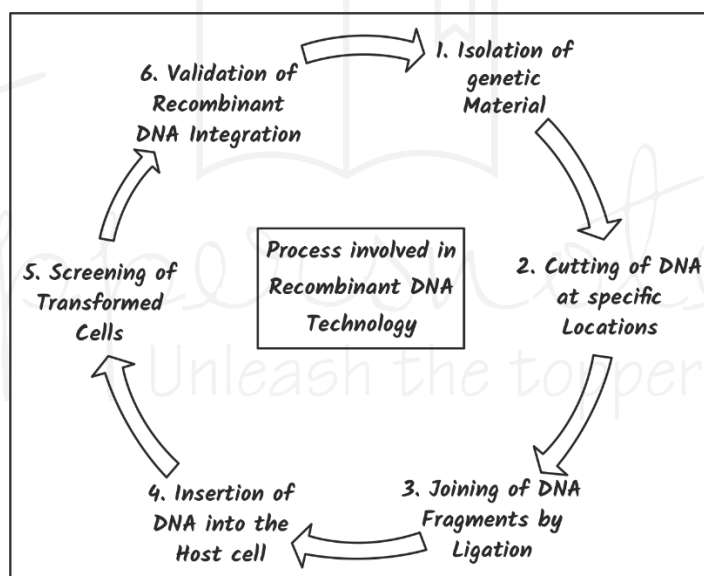 1. Isolation of
genetic
Material
2. Cutting of DNA
at specific
Locations
3. Joining of DNA
Fragments by
Ligation
4. Insertion of
DNA into the
Host cell
5. Screening of
Transformed
Cells
6. Validation of
Recombinant
DNA Integration
Process involved in
Recombinant DNA
Technology
Unleash the topper